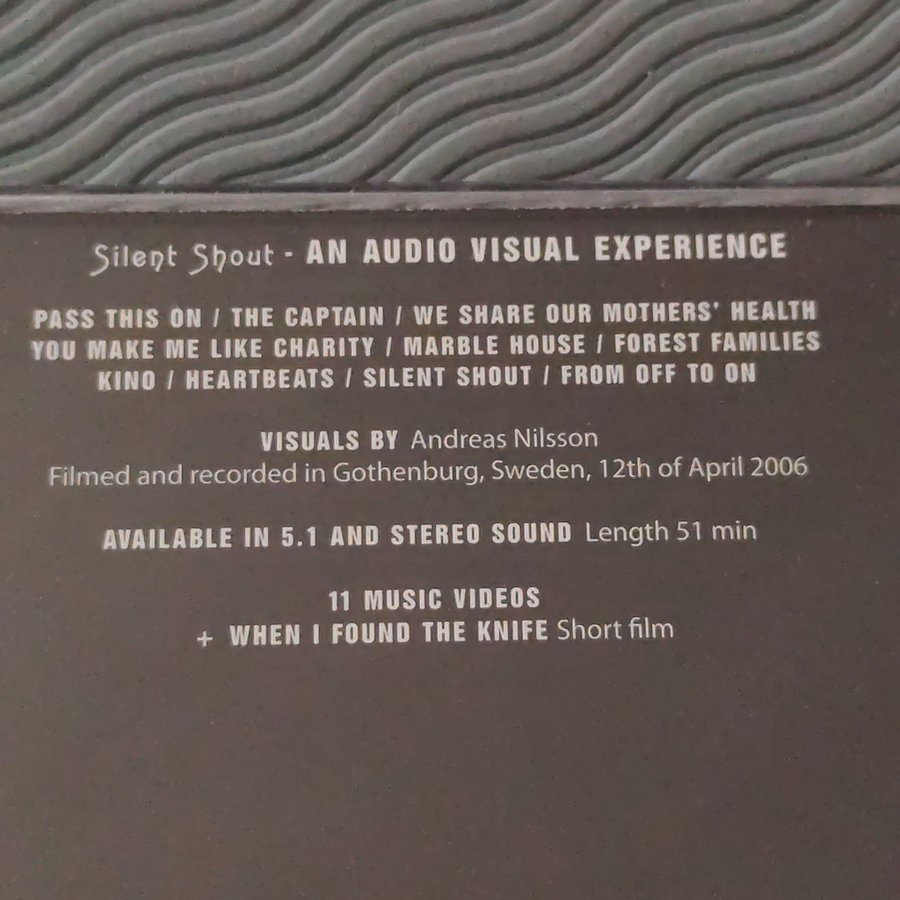 Silent Shout - AN AUDIO VISUAL EXPERIENCE
PASS THIS ON / THE CAPTAIN / WE SHARE OUR MOTHERS' HEALTH
YOU MAKE ME LIKE CHARITY / MARBLE HOUSE / FOREST FAMILIES
KINO / HEARTBEATS / SILENT SHOUT / FROM OFF TO ON
VISUALS BY Andreas Nilsson
Filmed and recorded in Gothenburg, Sweden, 12th of April 2006
AVAILABLE IN 5.1 AND STEREO SOUND Length 51 min
11 MUSIC VIDEOS
+ WHEN I FOUND THE KNIFE Short film